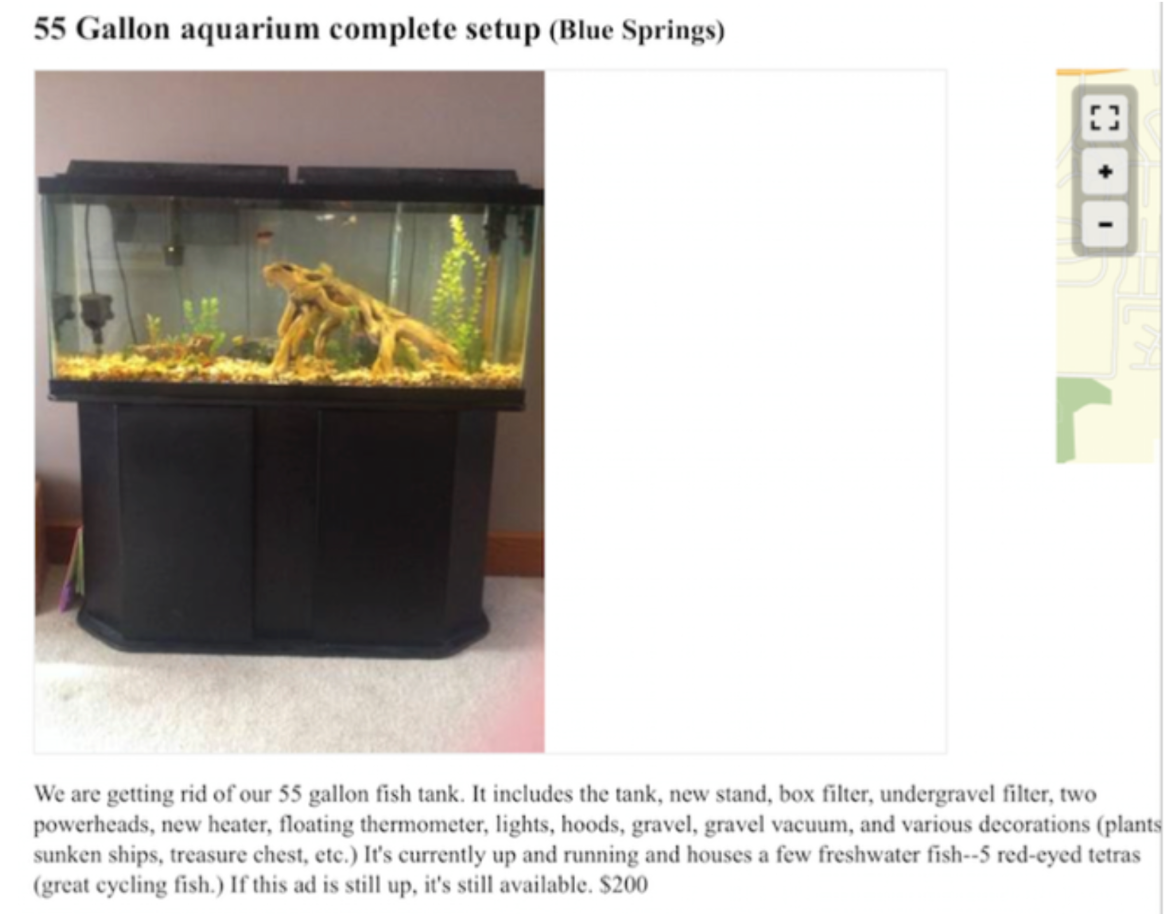 55 Gallon aquarium complete setup (Blue Springs)
+
-
We are getting rid of our 55 gallon fish tank. It includes the tank, new stand, box filter, undergravel filter, two
powerheads, new heater, floating thermometer, lights, hoods, gravel, gravel vacuum, and various decorations (plants
sunken ships, treasure chest, etc.) It's currently up and running and houses a few freshwater fish--5 red-eyed tetras
(great cycling fish.) If this ad is still up, it's still available. $200